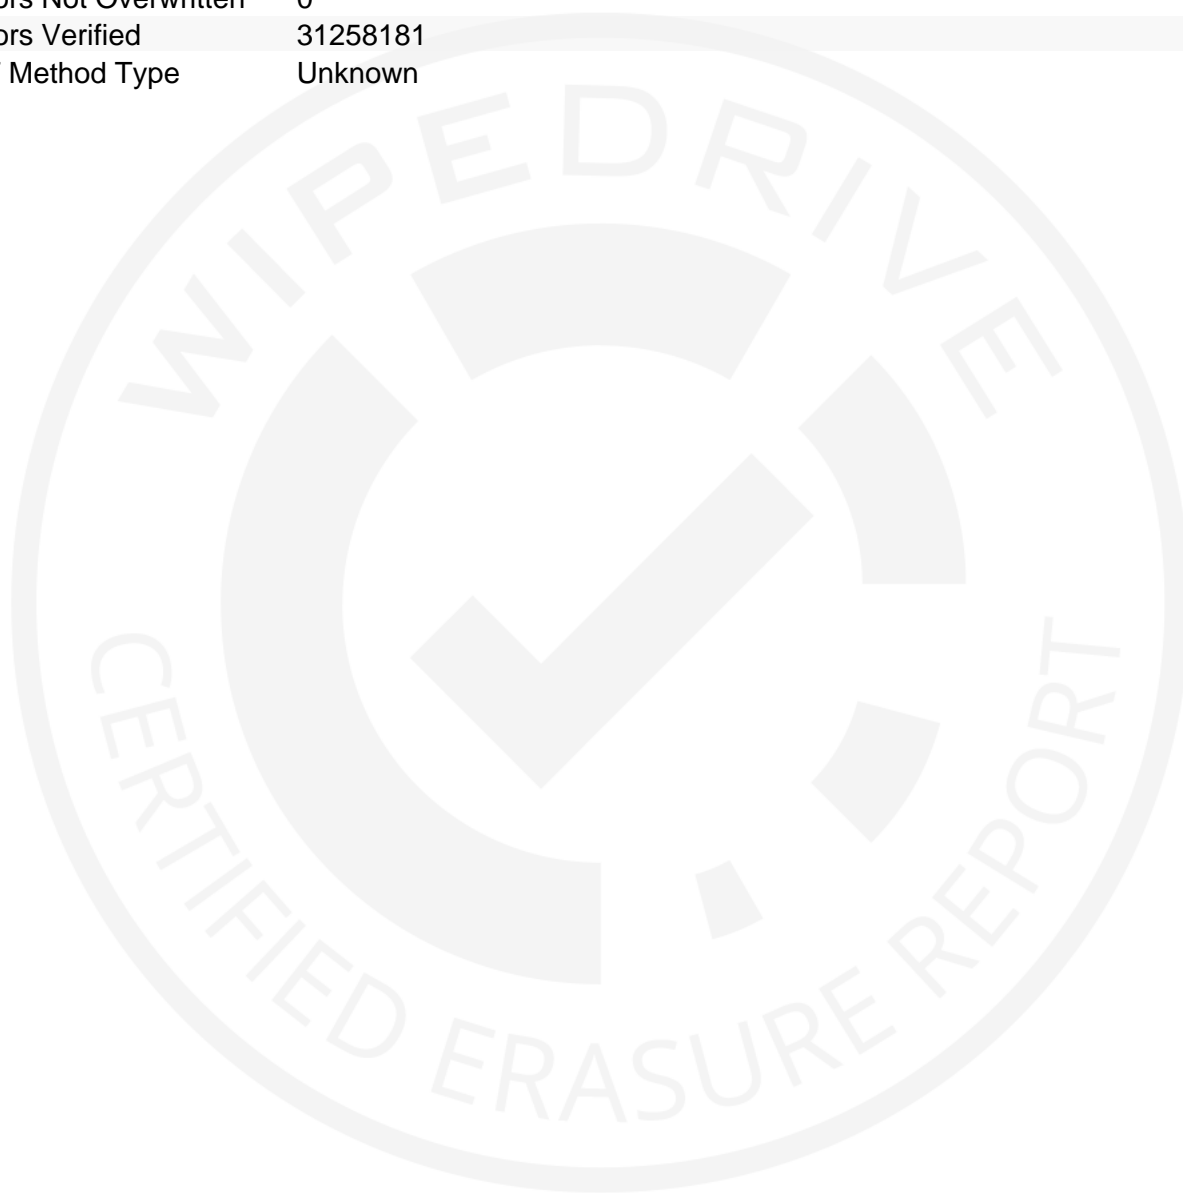 ors Not Overwritten 0
ors Verified 31258181
Method Type Unknown
WIPEDRIVE
CERTIFIED ERASURE REPORT